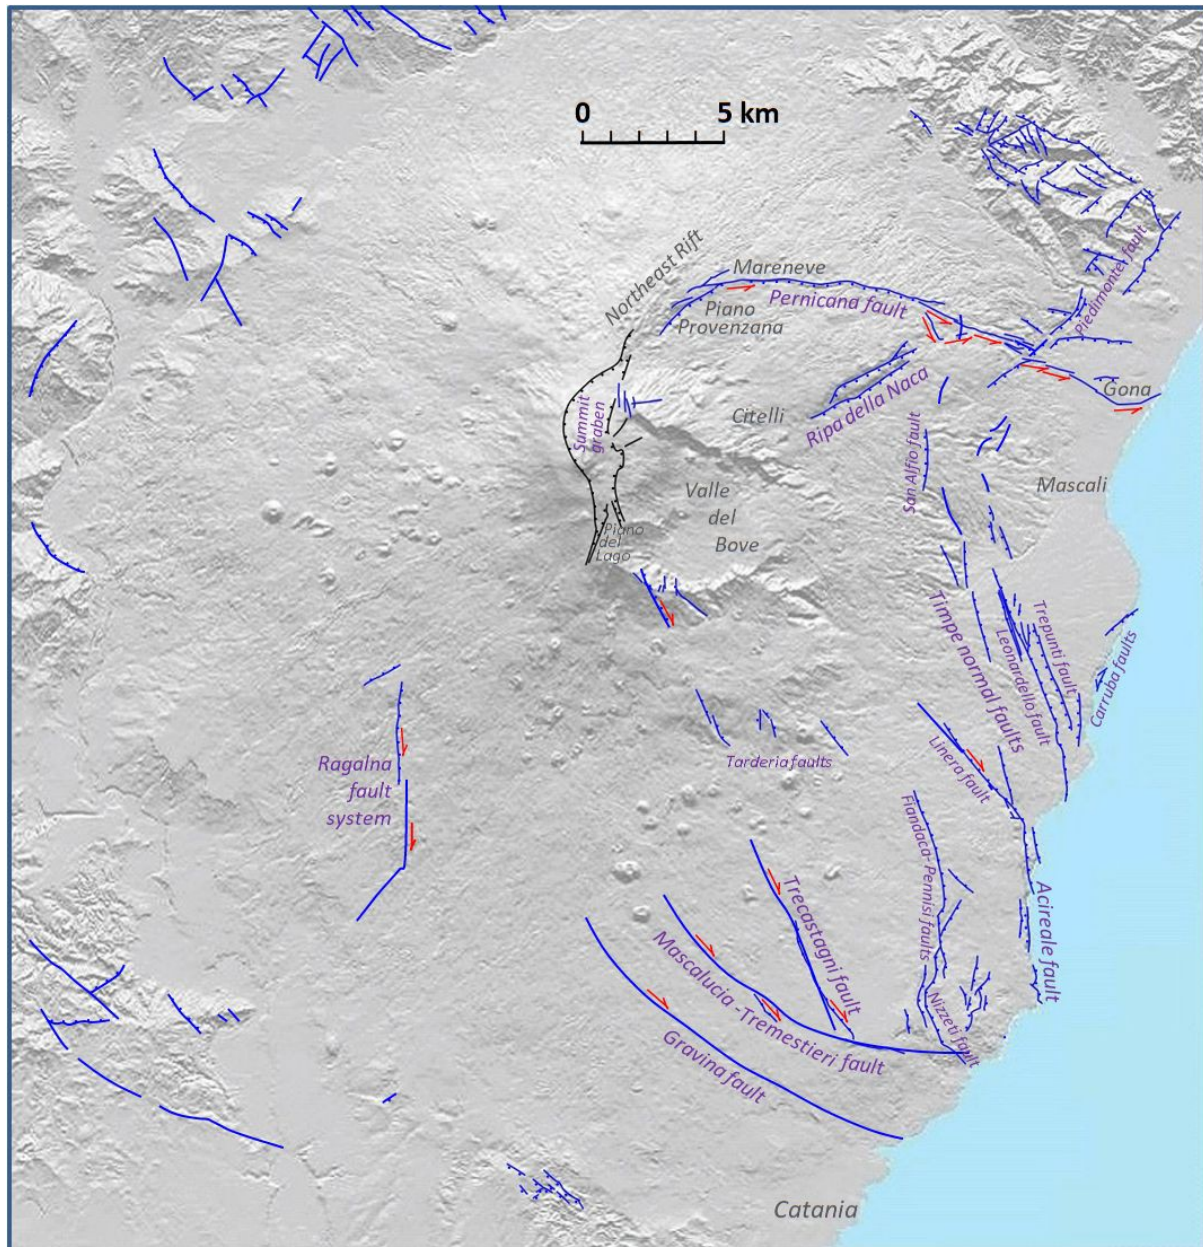 0 5 km
Northeast Rift
Mareneve
Pernicana fault
Piano
Provenzana
Piedimonte fault
Gona
Summit
graben
Citelli
Ripa della Naca
San Alfio fault
Mascali
Valle
del
Bove
Piano
del
Lago
Timpe normal faults
Leonardello fault
Trepunti fault
Carruba faults
Linera fault
Tarderia faults
Ragalna
fault
system
Fiandaca-Pennisi faults
Acireale fault
Trecastagni fault
Mascalucia -Tremestieri fault
Nizzeti fault
Gravina fault
Catania